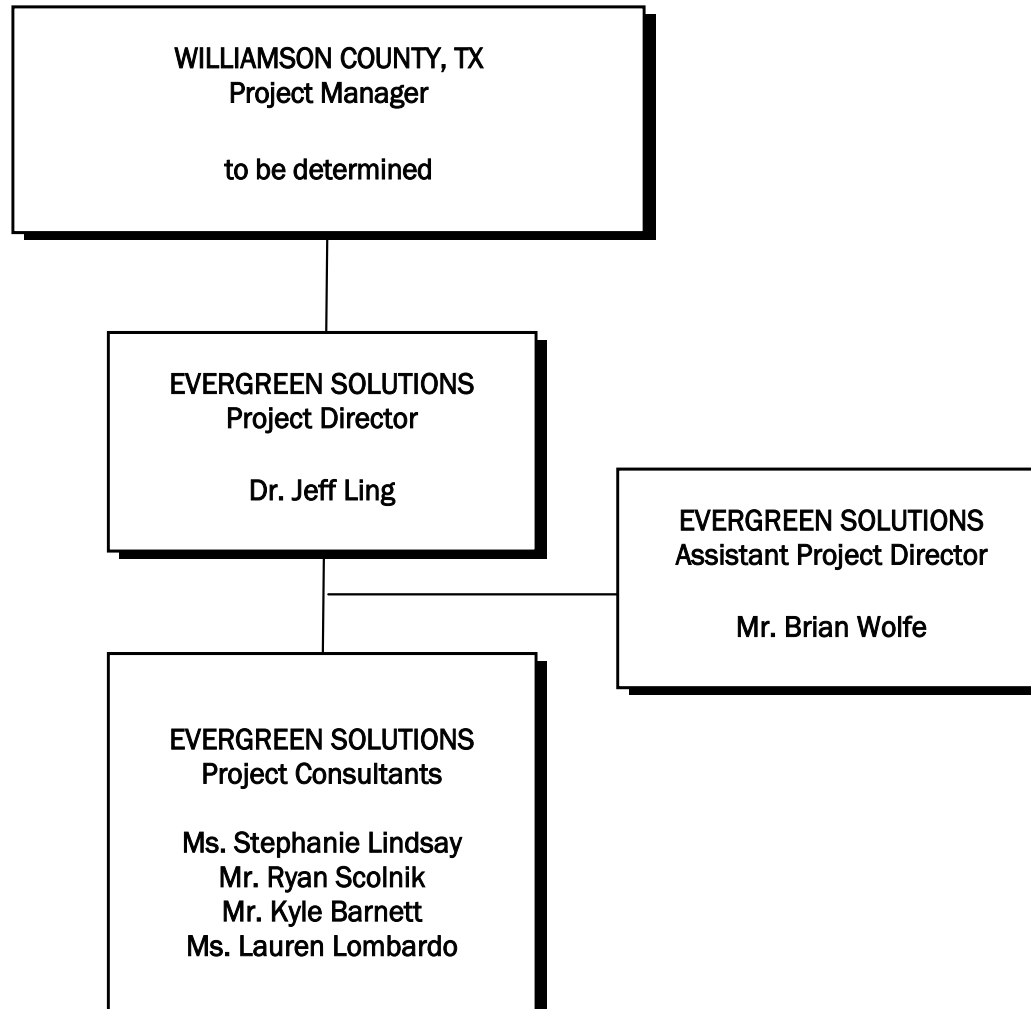 WILLIAMSON COUNTY, TX
Project Manager
to be determined
EVERGREEN SOLUTIONS
Project Director
Dr. Jeff Ling
EVERGREEN SOLUTIONS
Assistant Project Director
Mr. Brian Wolfe
EVERGREEN SOLUTIONS
Project Consultants
Ms. Stephanie Lindsay
Mr. Ryan Scolnik
Mr. Kyle Barnett
Ms. Lauren Lombardo